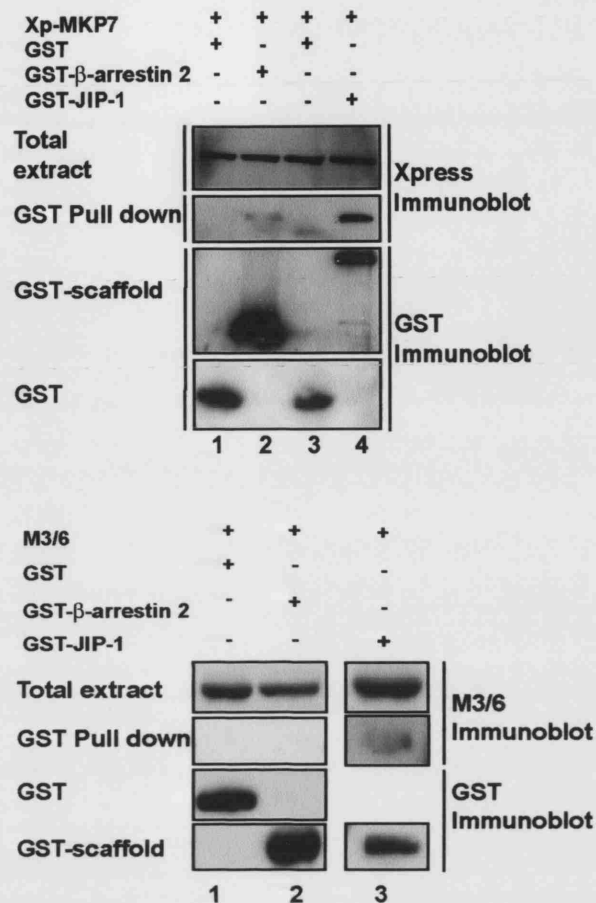 Xp-MKP7 + + + +
GST + - + -
GST-β-arrestin 2 - + - -
GST-JIP-1 - - - +
Total
extract
Xpress
Immunoblot
GST Pull down
GST-scaffold
GST
Immunoblot
GST
1 2 3 4
M3/6 + + +
GST + - -
GST-β-arrestin 2 - + -
GST-JIP-1 - - +
Total extract
M3/6
Immunoblot
GST Pull down
GST
GST
Immunoblot
GST-scaffold
1 2 3